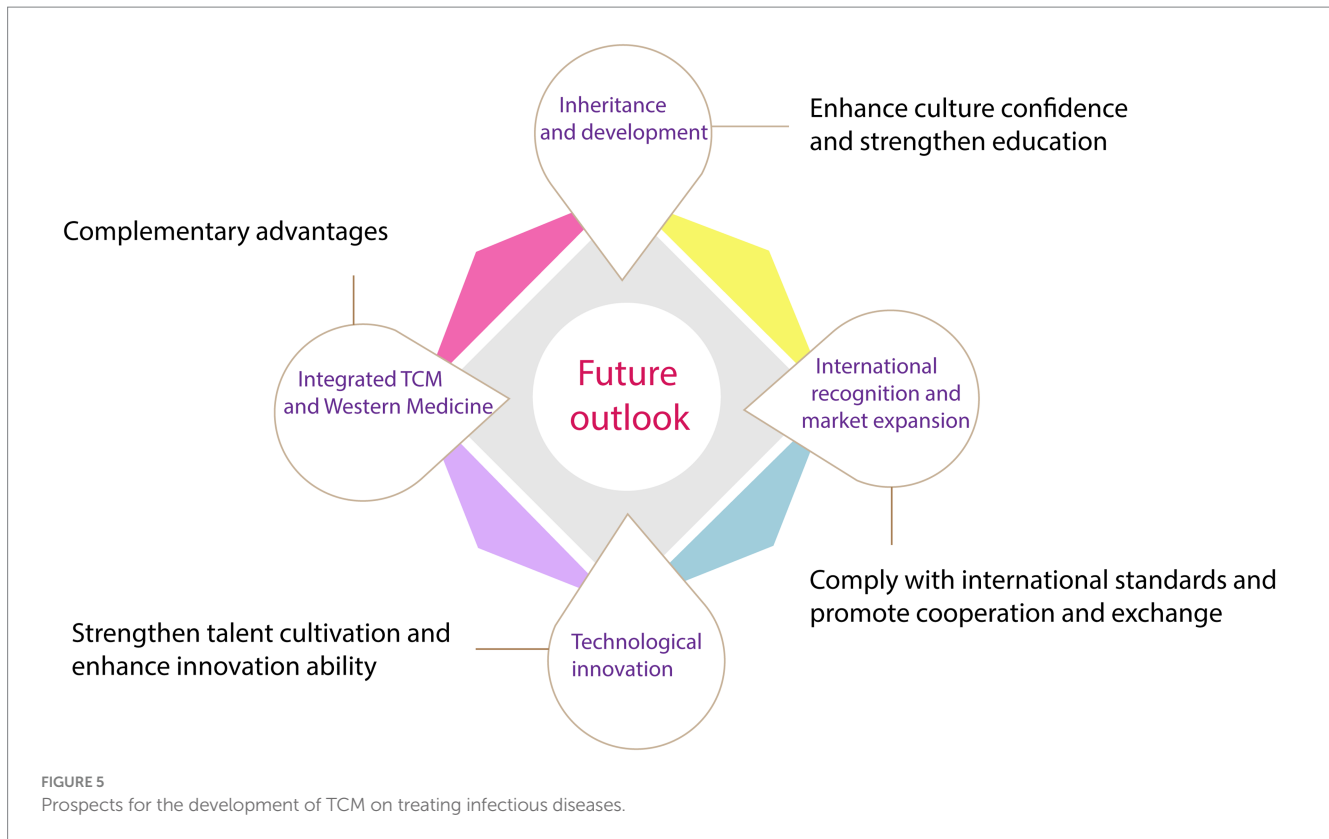 Inheritance
and development
Enhance culture confidence
and strengthen education
Complementary advantages
Integrated TCM
and Western Medicine
Future
outlook
International
recognition and
market expansion
Comply with international standards and
promote cooperation and exchange
Strengthen talent cultivation and
enhance innovation ability
Technological
innovation
FIGURE 5
Prospects for the development of TCM on treating infectious diseases.